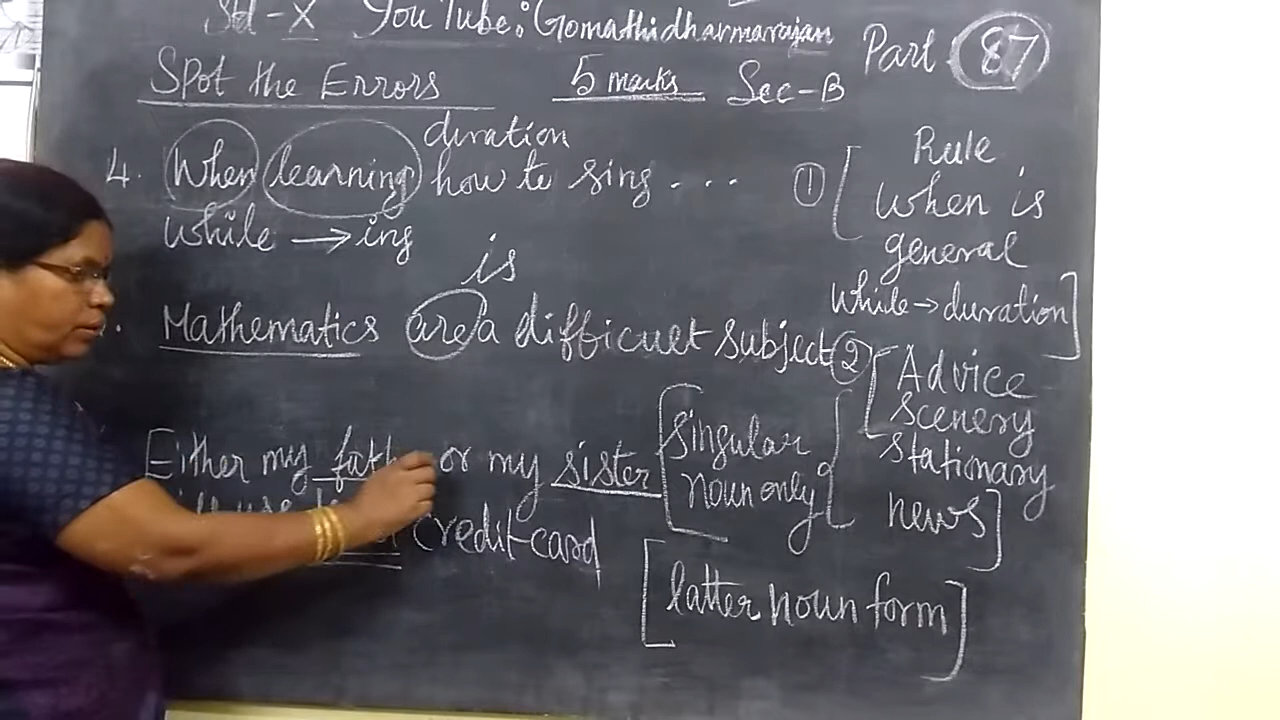 Std-X YouTube: Gomathidharmarajan
Part 87
Spot the Errors 5 marks Sec-B
duration
4. When learning how to sing ...
while → ing
① [ Rule
when is
general
while → duration ]
is
Mathematics are a difficuet subject
② [ Advice
scenery
stationary
news ]
[ Singular
noun only
Either my fath or my sister
credit-card
[ latter noun form ]